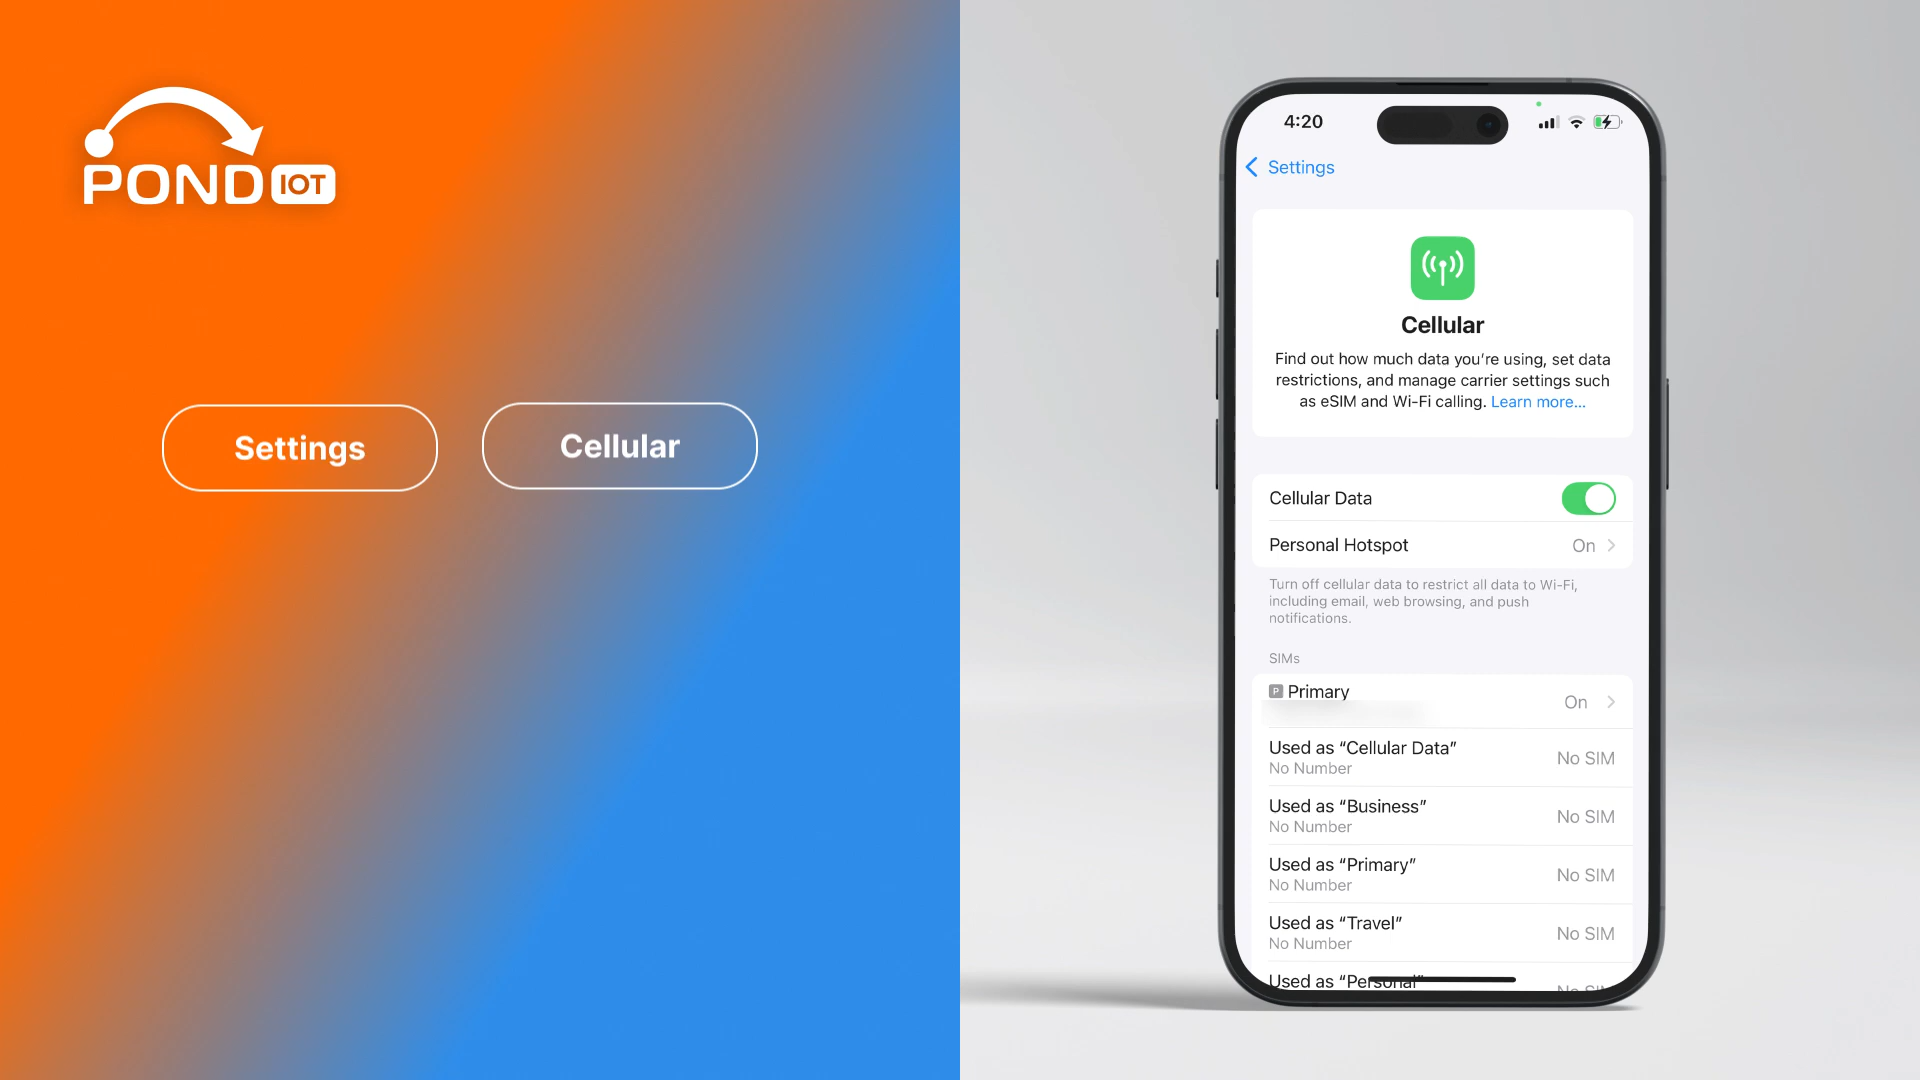 POND IOT
Settings
Cellular
4:20
Settings
Cellular
Find out how much data you're using, set data
restrictions, and manage carrier settings such
as eSIM and Wi-Fi calling. Learn more...
Cellular Data
Personal Hotspot On
Turn off cellular data to restrict all data to Wi-Fi,
including email, web browsing, and push
notifications.
SIMs
P Primary On
Used as “Cellular Data” No SIM
No Number
Used as “Business” No SIM
No Number
Used as “Primary” No SIM
No Number
Used as “Travel” No SIM
No Number
Used as “Personal” No SIM